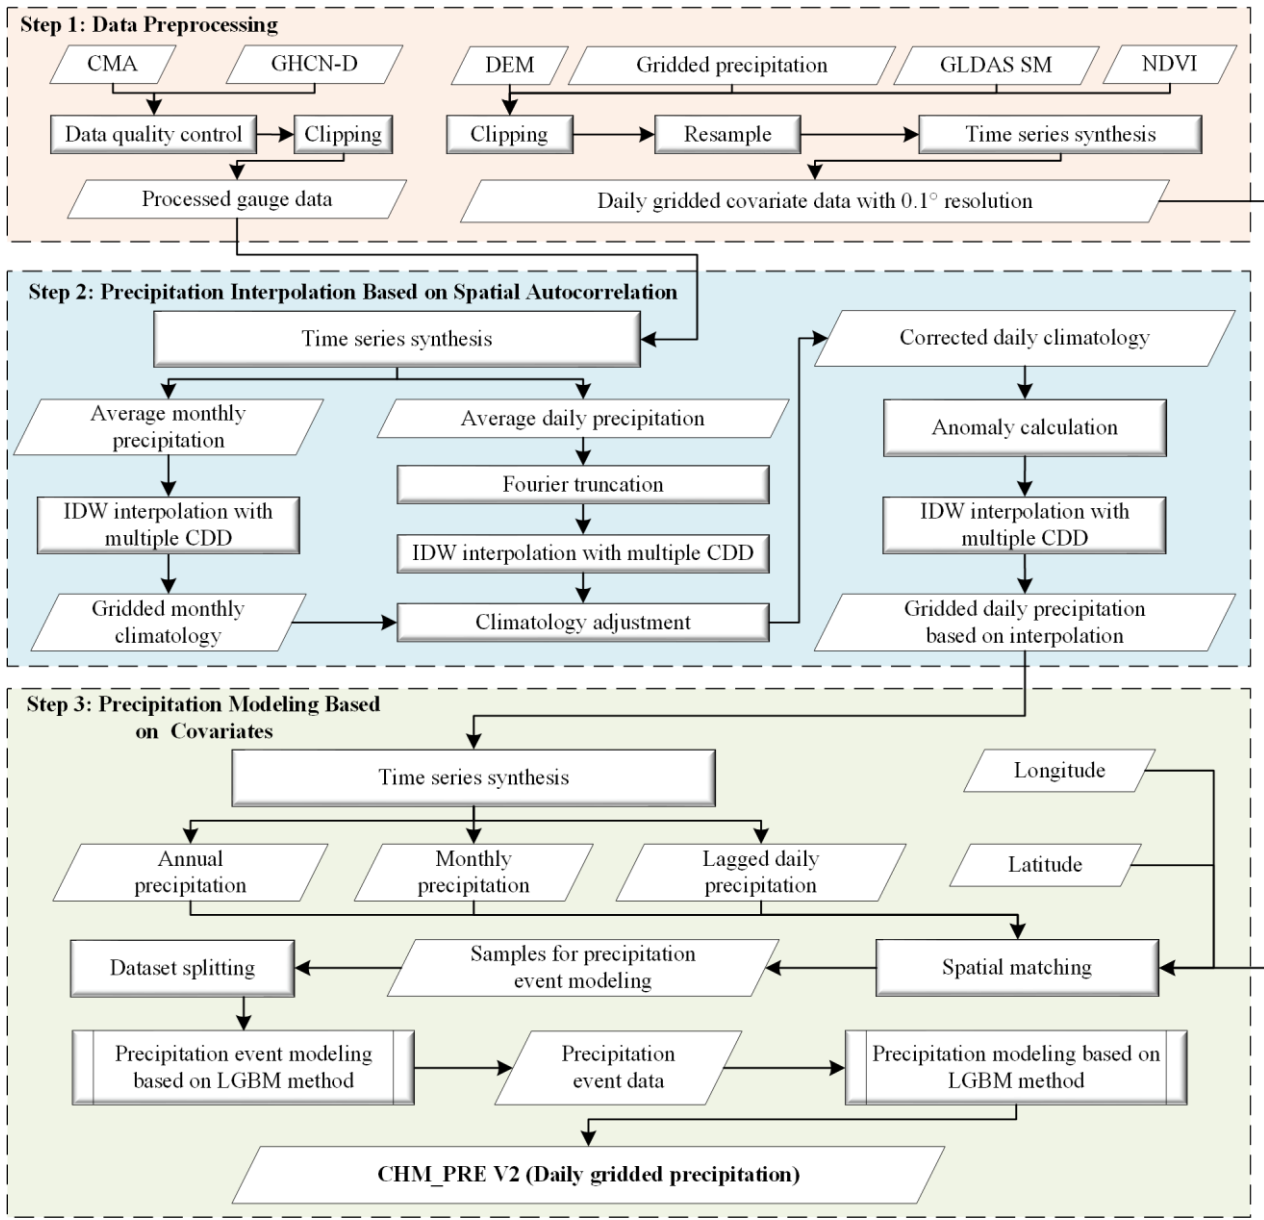 Step 1: Data Preprocessing
CMA
GHCN-D
DEM
Gridded precipitation
GLDAS SM
NDVI
Data quality control
Clipping
Clipping
Resample
Time series synthesis
Processed gauge data
Daily gridded covariate data with 0.1° resolution
Step 2: Precipitation Interpolation Based on Spatial Autocorrelation
Time series synthesis
Corrected daily climatology
Average monthly
precipitation
Average daily precipitation
Anomaly calculation
Fourier truncation
IDW interpolation with
multiple CDD
IDW interpolation with multiple CDD
IDW interpolation with
multiple CDD
Gridded monthly
climatology
Climatology adjustment
Gridded daily precipitation
based on interpolation
Step 3: Precipitation Modeling Based
on Covariates
Time series synthesis
Longitude
Annual
precipitation
Monthly
precipitation
Lagged daily
precipitation
Latitude
Dataset splitting
Samples for precipitation
event modeling
Spatial matching
Precipitation event modeling
based on LGBM method
Precipitation
event data
Precipitation modeling based on
LGBM method
CHM_PRE V2 (Daily gridded precipitation)